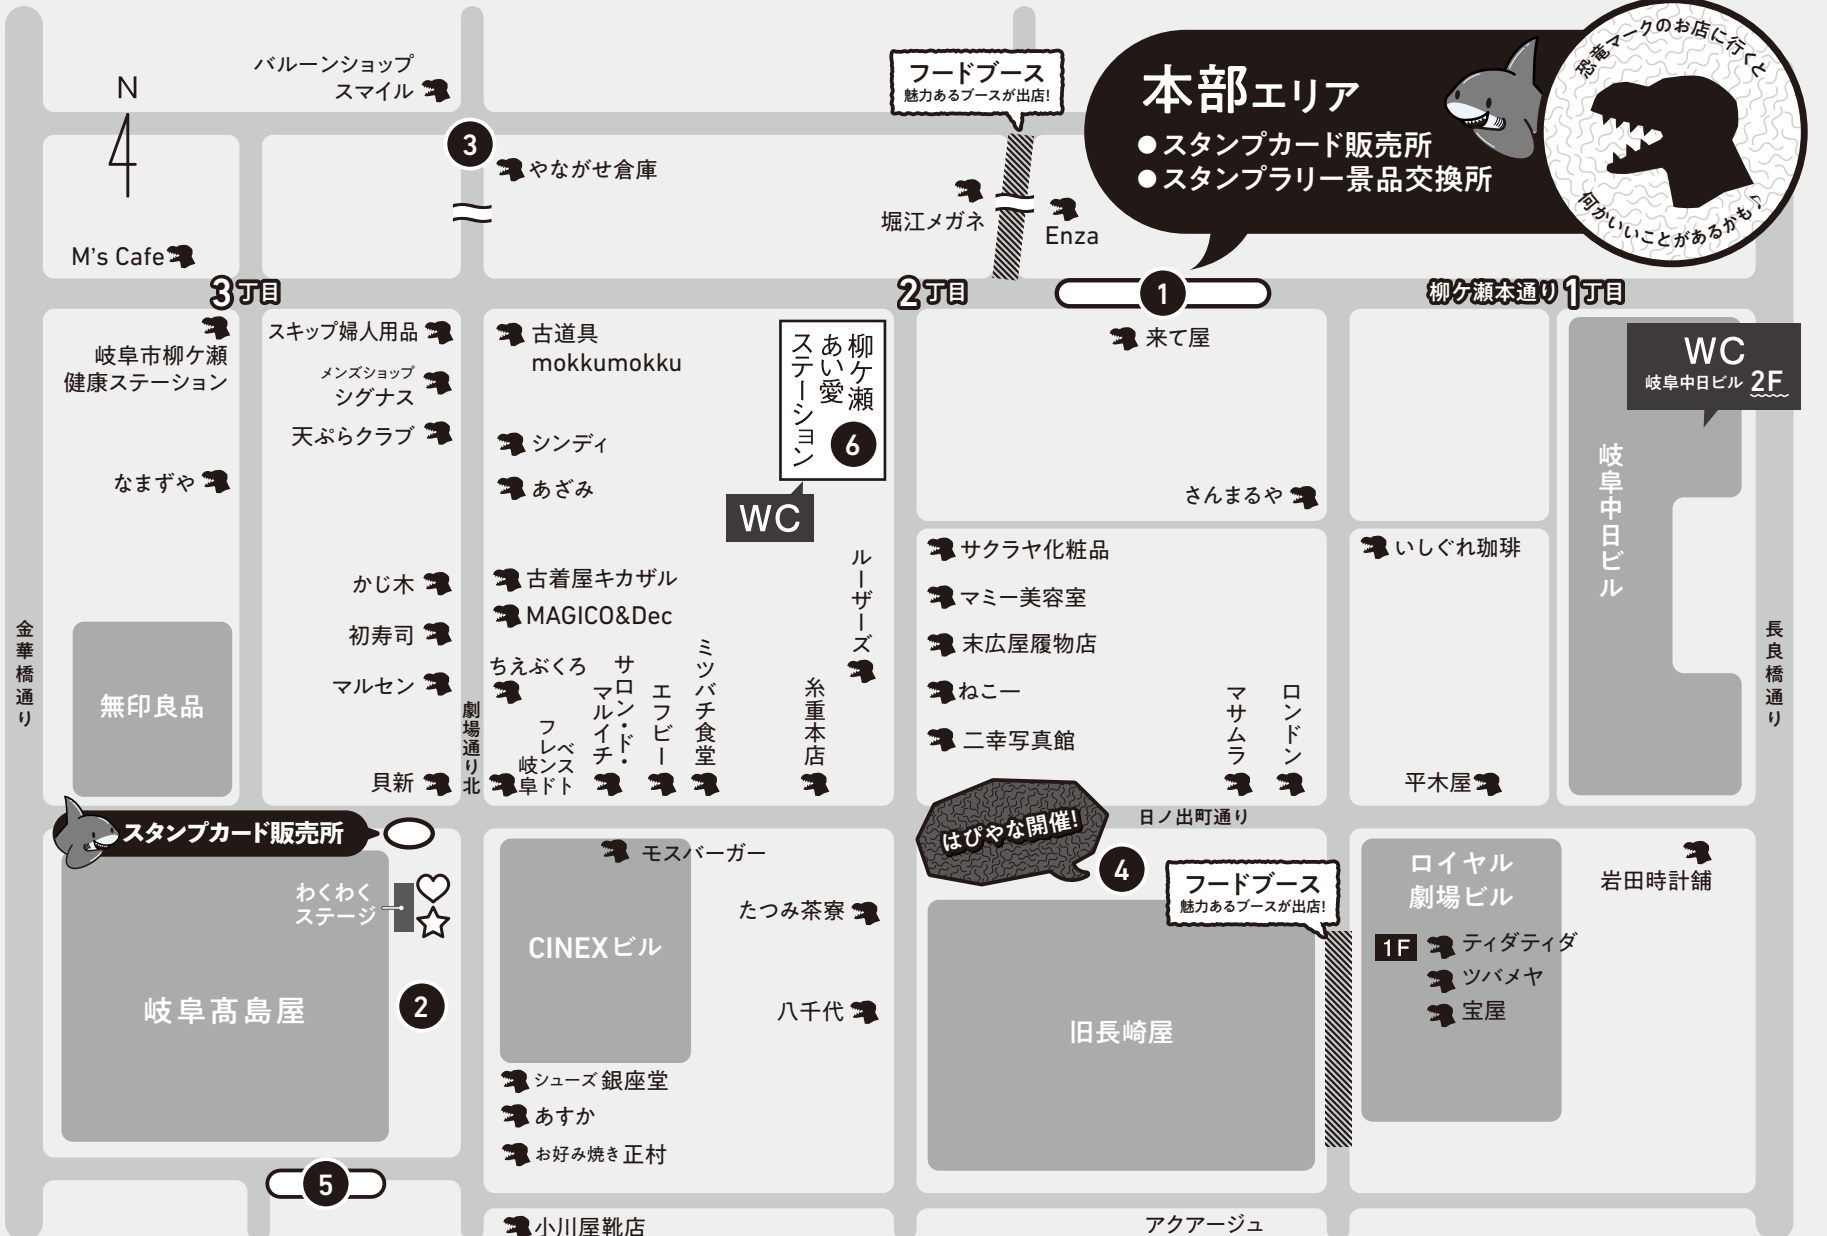 バルーンショップ
スマイル
N
フードブース
魅力あるブースが出店!
本部エリア
●スタンプカード販売所
●スタンプラリー景品交換所
恐竜マークのお店に行くと
何かいいことがあるかも♪
3
やながせ倉庫
堀江メガネ
Enza
M's Cafe
3丁目
2丁目
1
柳ケ瀬本通り 1丁目
岐阜市柳ケ瀬
健康ステーション
スキップ婦人用品
メンズショップ
シグナス
天ぷらクラブ
なまずや
古道具
mokkumokku
シンディ
あざみ
柳ケ瀬
あい愛
ステーション
6
WC
来て屋
さんまるや
WC
岐阜中日ビル 2F
岐阜中日ビル
かじ木
初寿司
マルセン
貝新
古着屋キカザル
MAGICO&Dec
ちえぶくろ
フレンド
ベスト
岐阜
サロン・ド・
マルイチ
エフビー
ミツバチ食堂
糸重本店
ルーザーズ
サクラヤ化粧品
マミー美容室
末広屋履物店
ねこー
二幸写真館
マサムラ
ロンドン
いしぐれ珈琲
平木屋
金華橋通り
無印良品
劇場通り北
長良橋通り
スタンプカード販売所
わくわく
ステージ
岐阜髙島屋
2
モスバーガー
CINEXビル
たつみ茶寮
八千代
はぴやな開催!
4
日ノ出町通り
フードブース
魅力あるブースが出店!
旧長崎屋
ロイヤル
劇場ビル
1F
ティダティダ
ツバメヤ
宝屋
岩田時計舗
シューズ銀座堂
あすか
お好み焼き正村
5
小川屋靴店
アクアージュ